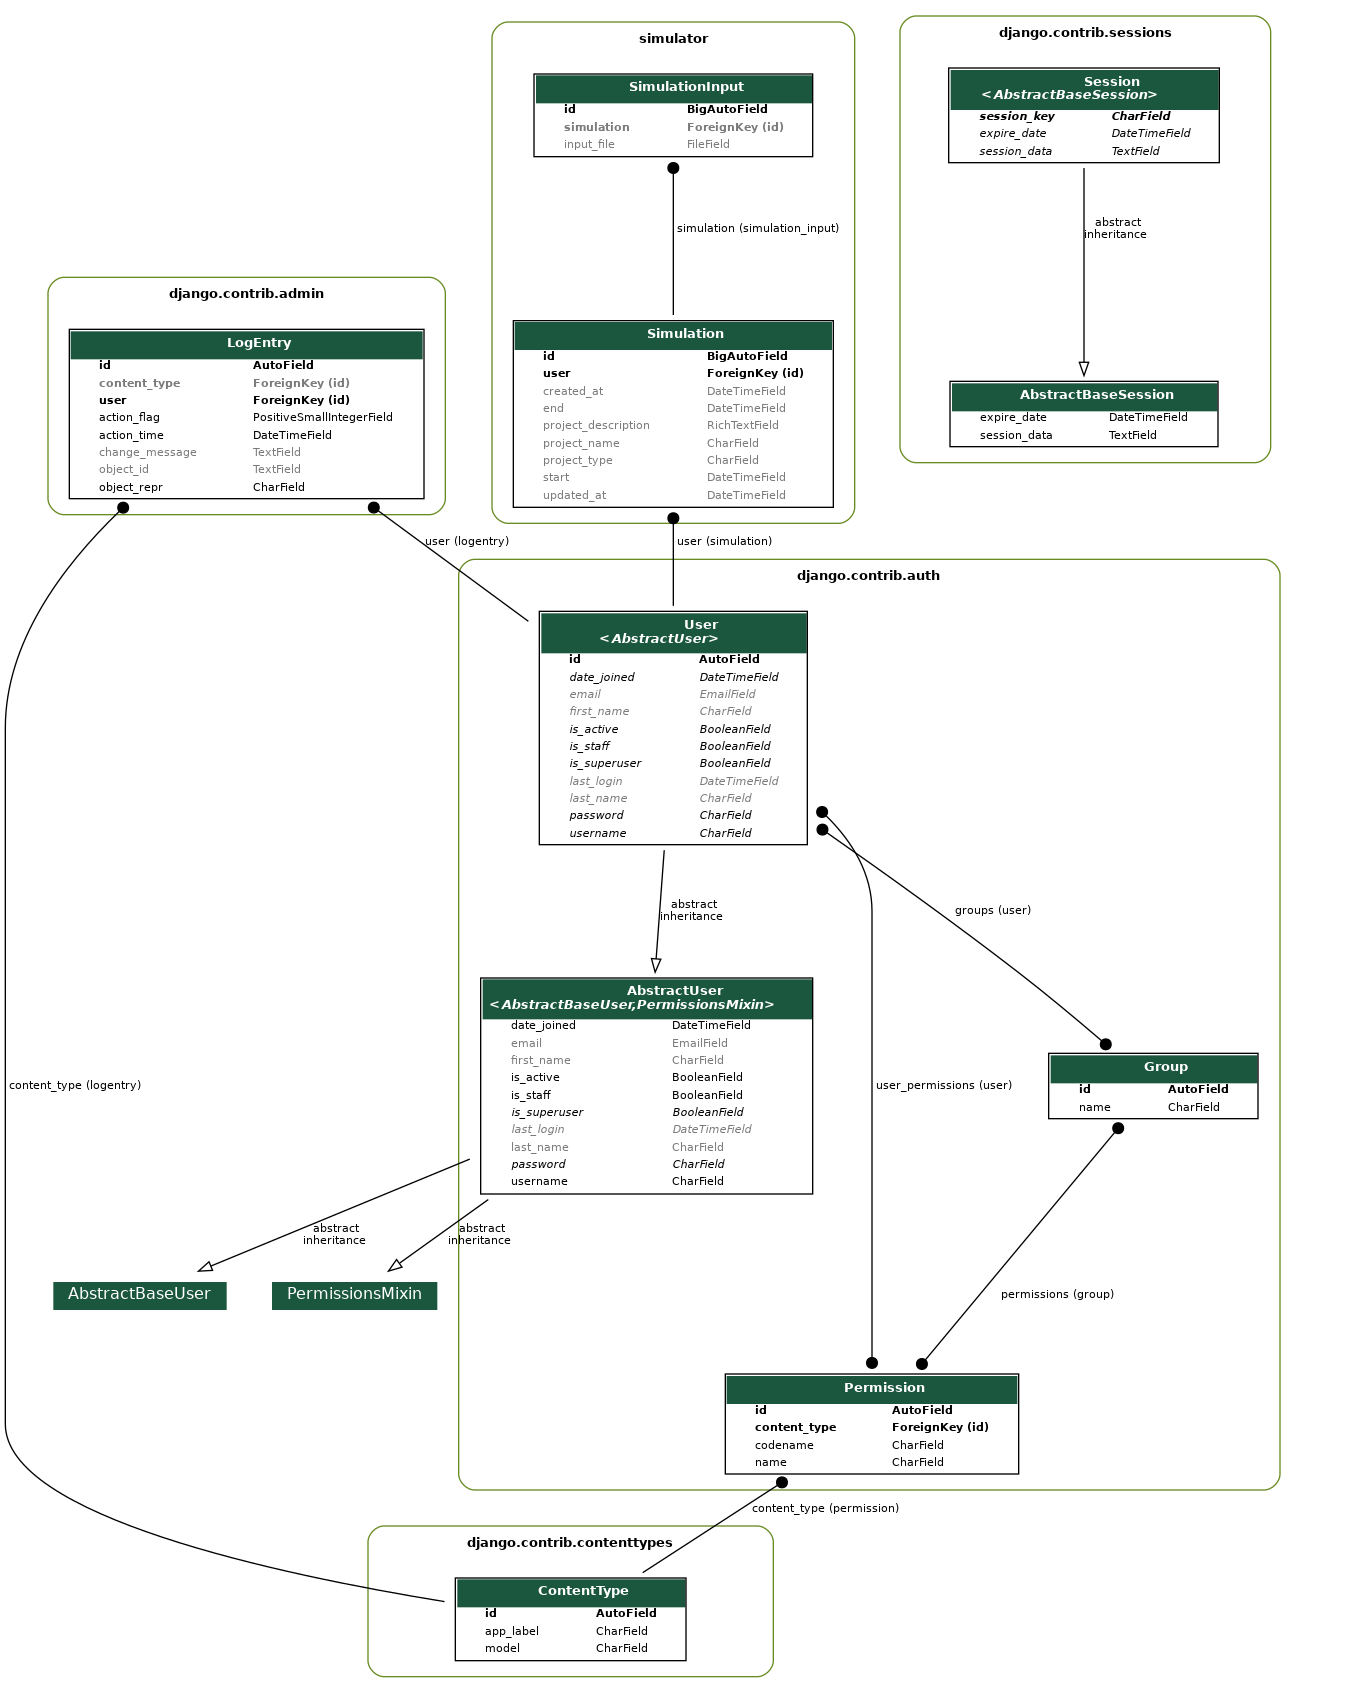 simulator
SimulationInput
id BigAutoField
simulation ForeignKey (id)
input_file FileField
simulation (simulation_input)
Simulation
id BigAutoField
user ForeignKey (id)
created_at DateTimeField
end DateTimeField
project_description RichTextField
project_name CharField
project_type CharField
start DateTimeField
updated_at DateTimeField
user (simulation)
django.contrib.sessions
Session
<AbstractBaseSession>
session_key CharField
expire_date DateTimeField
session_data TextField
abstract
inheritance
AbstractBaseSession
expire_date DateTimeField
session_data TextField
django.contrib.admin
LogEntry
id AutoField
content_type ForeignKey (id)
user ForeignKey (id)
action_flag PositiveSmallIntegerField
action_time DateTimeField
change_message TextField
object_id TextField
object_repr CharField
user (logentry)
content_type (logentry)
django.contrib.auth
User
<AbstractUser>
id AutoField
date_joined DateTimeField
email EmailField
first_name CharField
is_active BooleanField
is_staff BooleanField
is_superuser BooleanField
last_login DateTimeField
last_name CharField
password CharField
username CharField
abstract
inheritance
groups (user)
user_permissions (user)
AbstractUser
<AbstractBaseUser,PermissionsMixin>
date_joined DateTimeField
email EmailField
first_name CharField
is_active BooleanField
is_staff BooleanField
is_superuser BooleanField
last_login DateTimeField
last_name CharField
password CharField
username CharField
Group
id AutoField
name CharField
permissions (group)
abstract
inheritance
abstract
inheritance
AbstractBaseUser
PermissionsMixin
Permission
id AutoField
content_type ForeignKey (id)
codename CharField
name CharField
content_type (permission)
django.contrib.contenttypes
ContentType
id AutoField
app_label CharField
model CharField